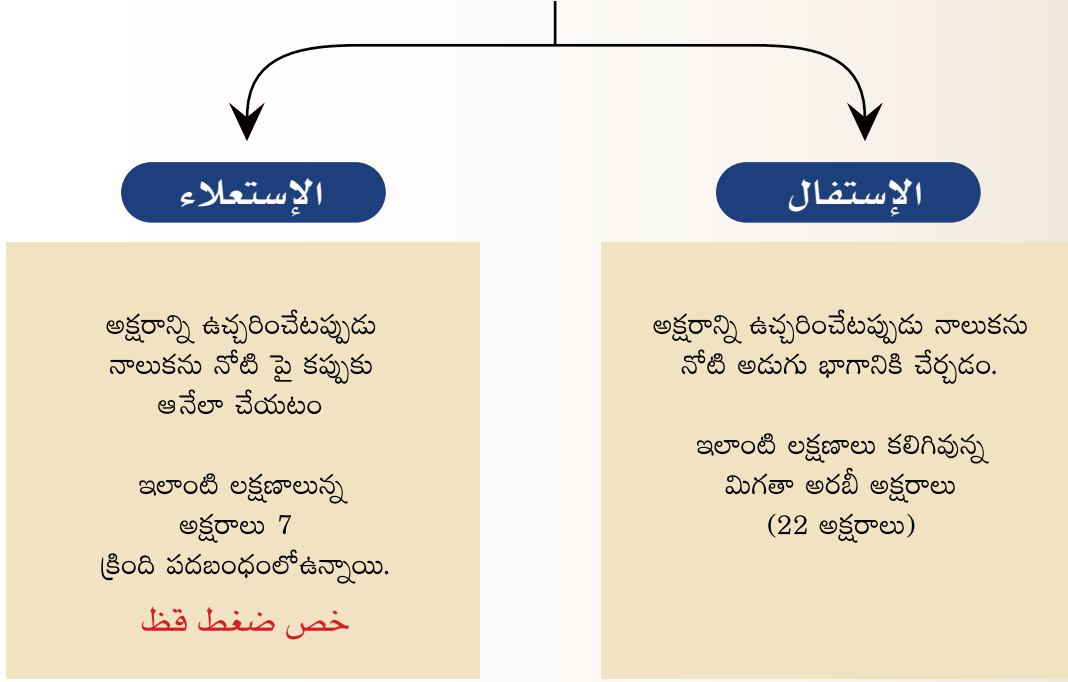 الإستعلاء
అక్షరాన్ని ఉచ్చరించేటప్పుడు
నాలుకను నోటి పై కప్పుకు
ఆనేలా చేయటం
ఇలాంటి లక్షణాలున్న
అక్షరాలు 7
క్రింది పదబంధంలోఉన్నాయి.
خص ضغط قظ
الإستفال
అక్షరాన్ని ఉచ్చరించేటప్పుడు నాలుకను
నోటి అడుగు భాగానికి చేర్చడం.
ఇలాంటి లక్షణాలు కలిగివున్న
మిగతా అరబీ అక్షరాలు
(22 అక్షరాలు)